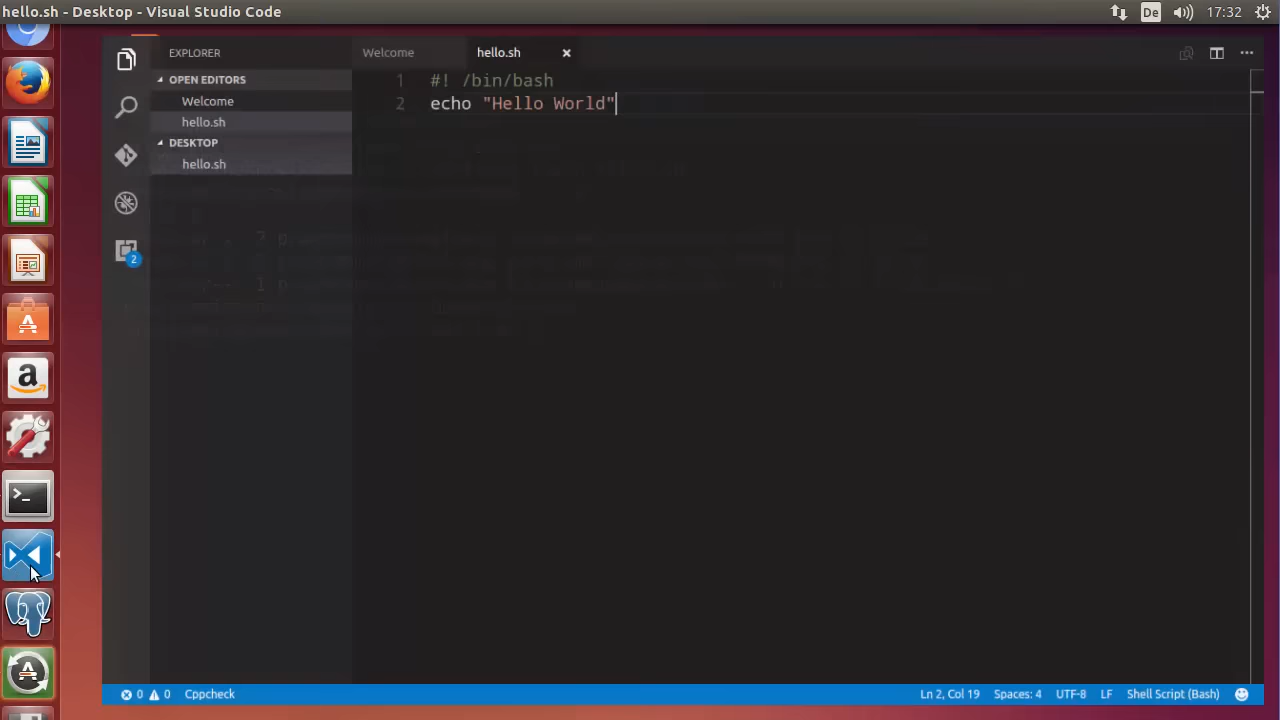 hello.sh - Desktop - Visual Studio Code
De
17:32
EXPLORER
Welcome
hello.sh
OPEN EDITORS
Welcome
hello.sh
DESKTOP
hello.sh
1 #! /bin/bash
2 echo "Hello World"
2
0 0 Cppcheck
Ln 2, Col 19 Spaces: 4 UTF-8 LF Shell Script (Bash)